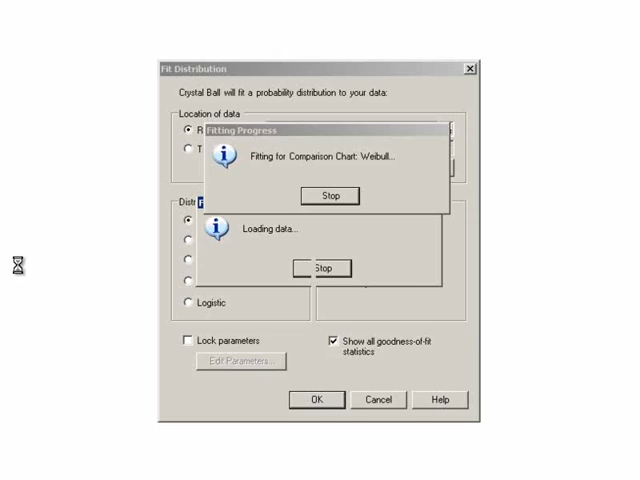 Fit Distribution
Crystal Ball will fit a probability distribution to your data:
Location of data
Fitting Progress
Fitting for Comparison Chart: Weibull...
Stop
Loading data...
Stop
Logistic
Lock parameters
Show all goodness-of-fit
statistics
Edit Parameters...
OK Cancel Help